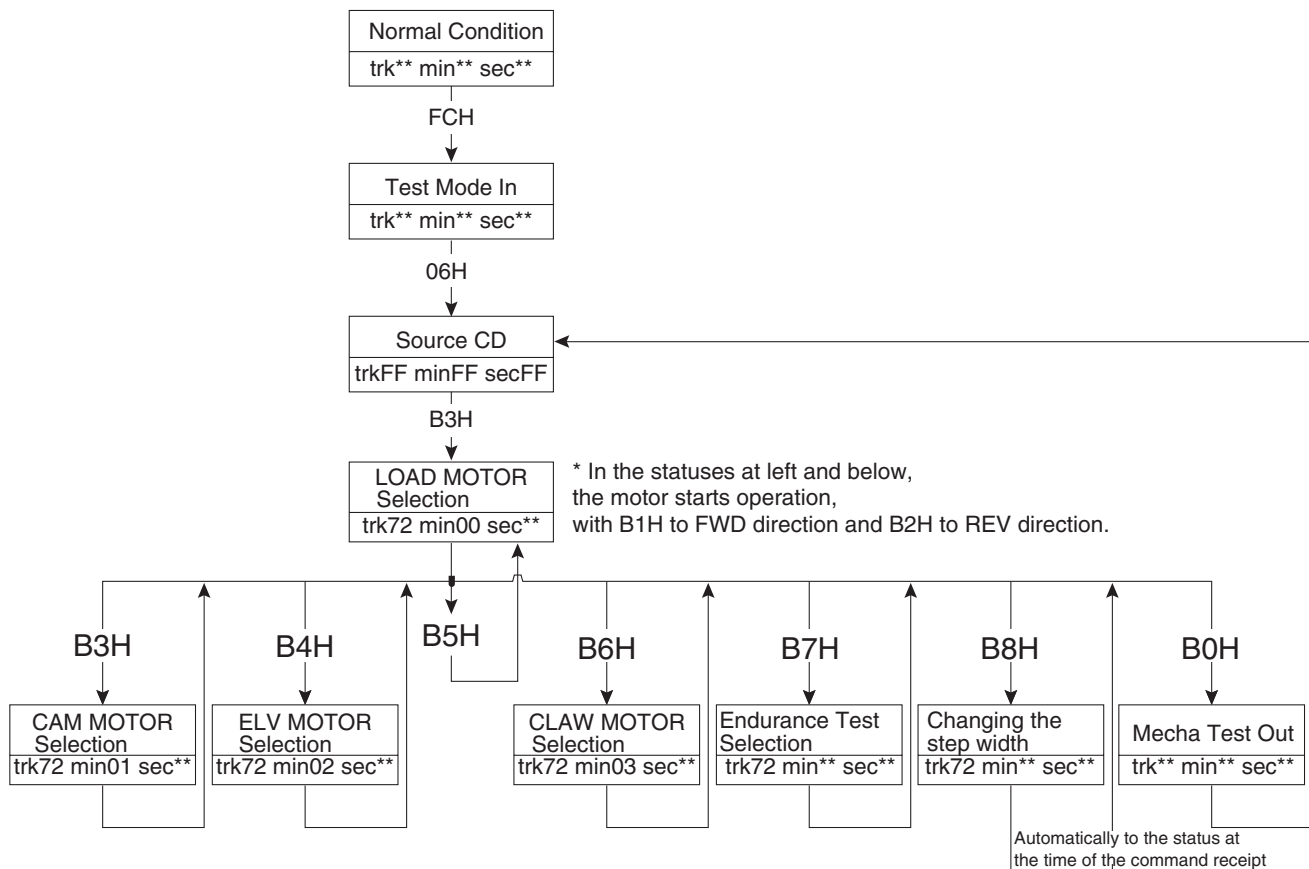 Normal Condition
trk** min** sec**
FCH
Test Mode In
trk** min** sec**
06H
Source CD
trkFF minFF secFF
B3H
LOAD MOTOR
Selection
trk72 min00 sec**
* In the statuses at left and below,
the motor starts operation,
with B1H to FWD direction and B2H to REV direction.
B3H
B4H
B5H
B6H
B7H
B8H
B0H
CAM MOTOR
Selection
trk72 min01 sec**
ELV MOTOR
Selection
trk72 min02 sec**
CLAW MOTOR
Selection
trk72 min03 sec**
Endurance Test
Selection
trk72 min** sec**
Changing the
step width
trk72 min** sec**
Mecha Test Out
trk** min** sec**
Automatically to the status at
the time of the command receipt